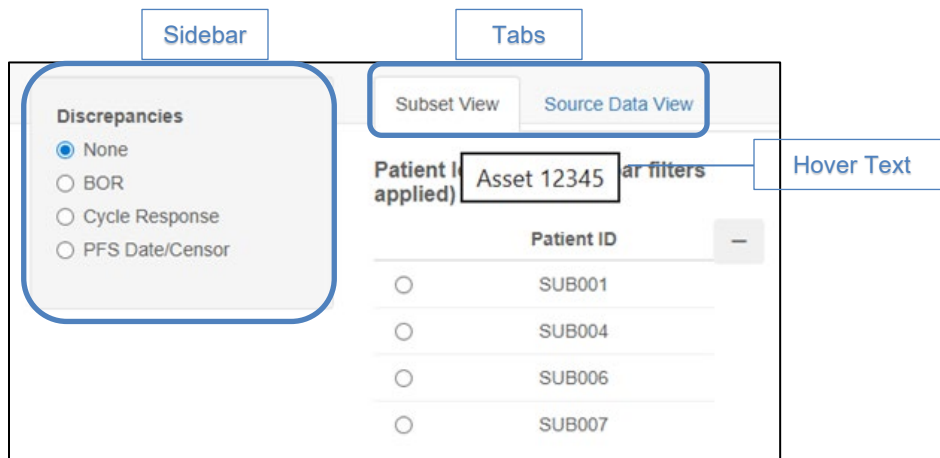 Sidebar
Tabs
Discrepancies
None
BOR
Cycle Response
PFS Date/Censor
Subset View
Source Data View
Hover Text
Patient
Asset 12345
filters
applied)
Patient ID
–
SUB001
SUB004
SUB006
SUB007